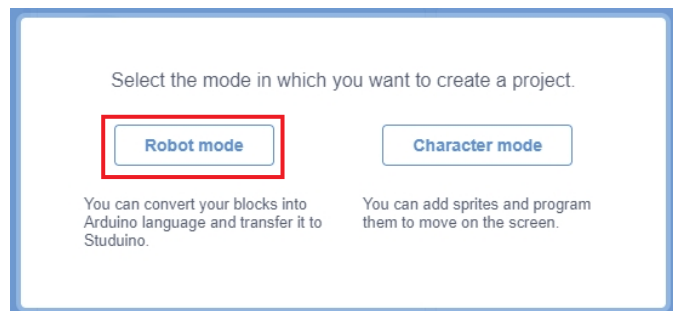 Select the mode in which you want to create a project.
Robot mode
Character mode
You can convert your blocks into
Arduino language and transfer it to
Studuino.
You can add sprites and program
them to move on the screen.